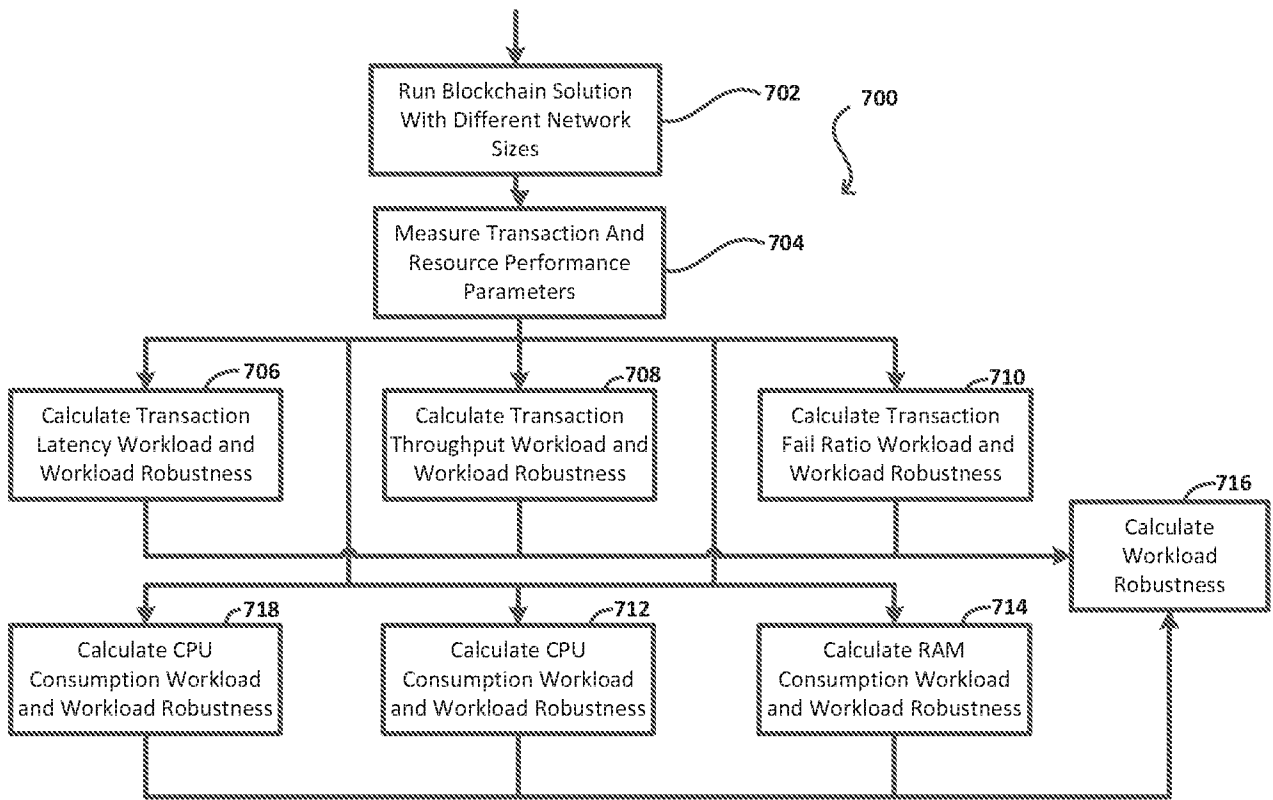 Run Blockchain Solution
With Different Network
Sizes
702
700
Measure Transaction And
Resource Performance
Parameters
704
706
Calculate Transaction
Latency Workload and
Workload Robustness
708
Calculate Transaction
Throughput Workload and
Workload Robustness
710
Calculate Transaction
Fail Ratio Workload and
Workload Robustness
716
Calculate
Workload
Robustness
718
Calculate CPU
Consumption Workload
and Workload Robustness
712
Calculate CPU
Consumption Workload
and Workload Robustness
714
Calculate RAM
Consumption Workload
and Workload Robustness